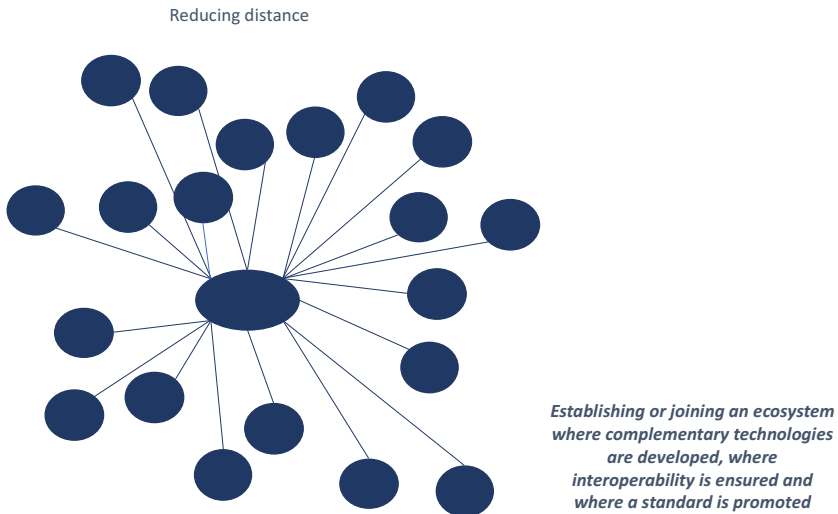 Reducing distance
Establishing or joining an ecosystem
where complementary technologies
are developed, where
interoperability is ensured and
where a standard is promoted